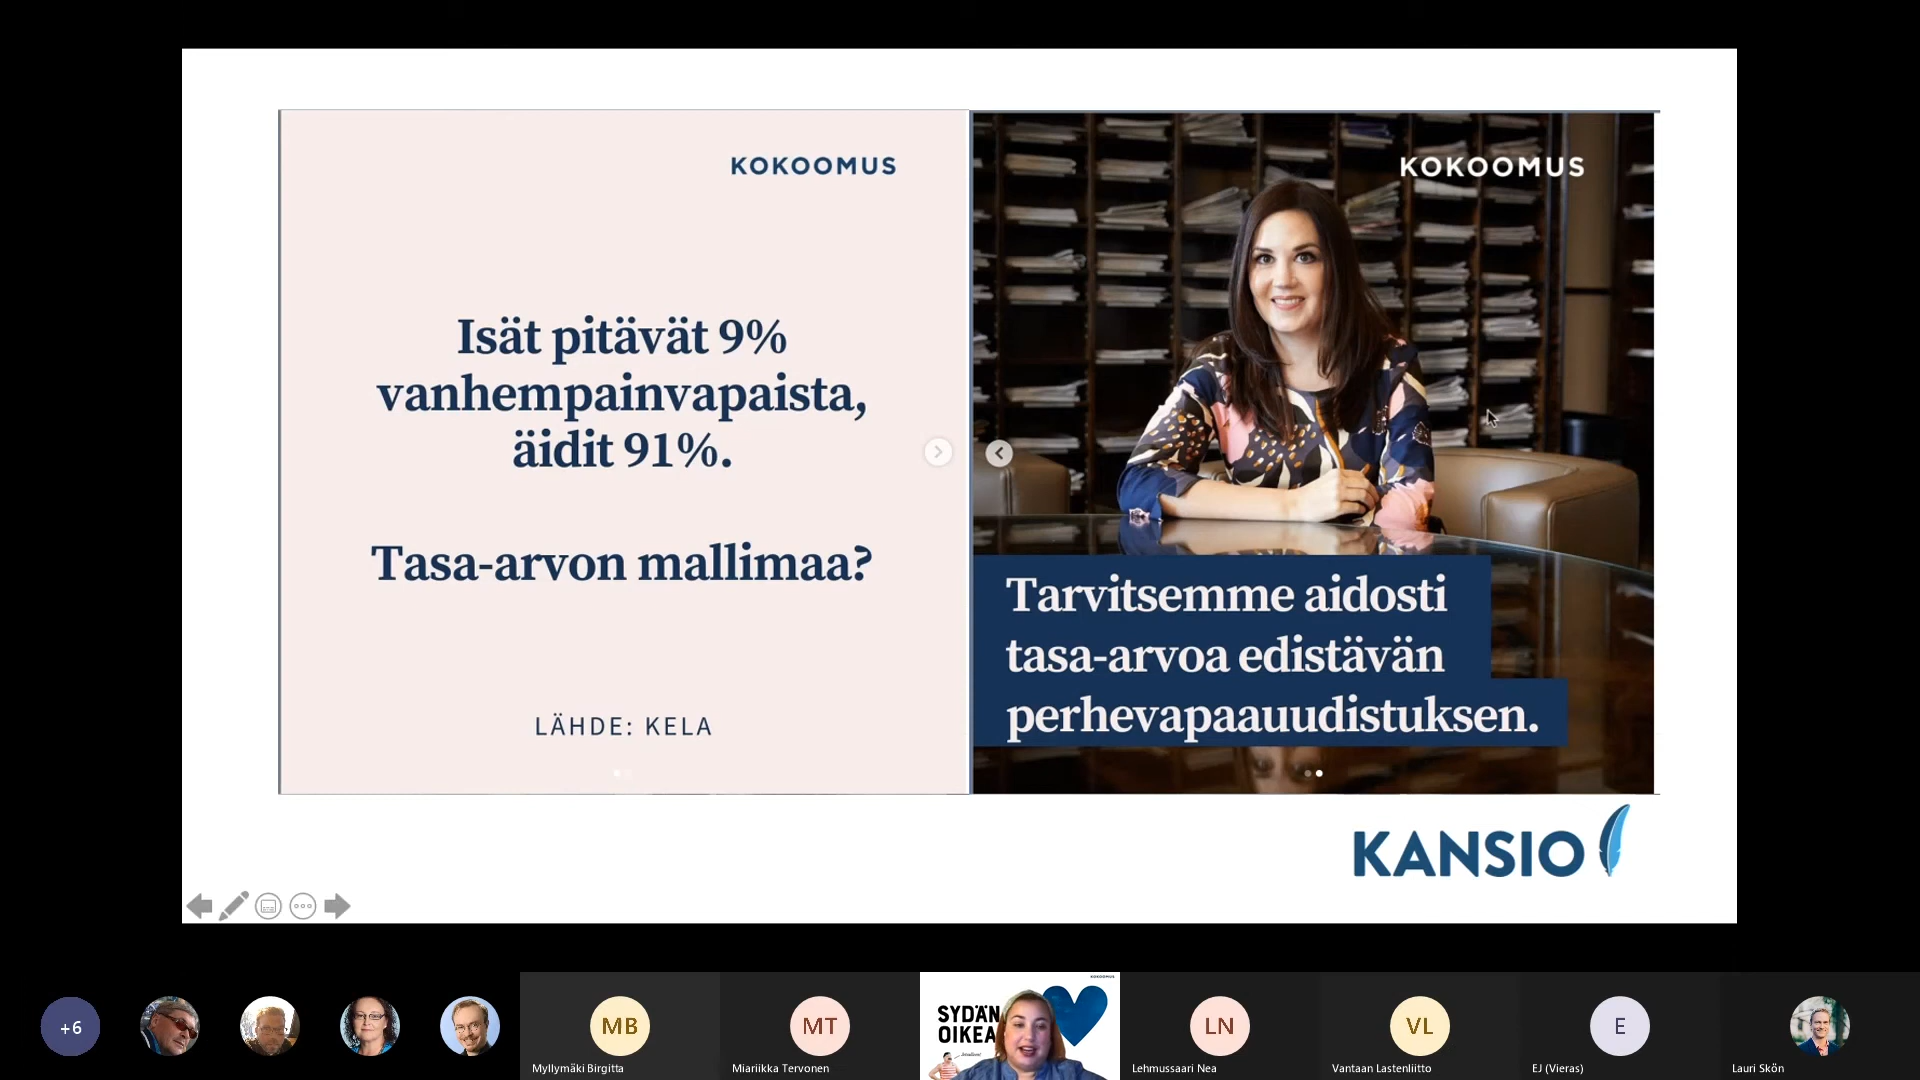 KOKOOMUS
Isät pitävät 9%
vanhempainvapaista,
äidit 91%.
Tasa-arvon mallimaa?
LÄHDE: KELA
KOKOOMUS
Tarvitsemme aidosti
tasa-arvoa edistävän
perhevapaauudistuksen.
KANSIO
+6
MB
Myllymäki Birgitta
MT
Miariikka Tervonen
KOKOOMUS
SYDÄN
OIKEA
LN
Lehmussaari Nea
VL
Vantaan Lastenliitto
E
EJ (Vieras)
Lauri Skön